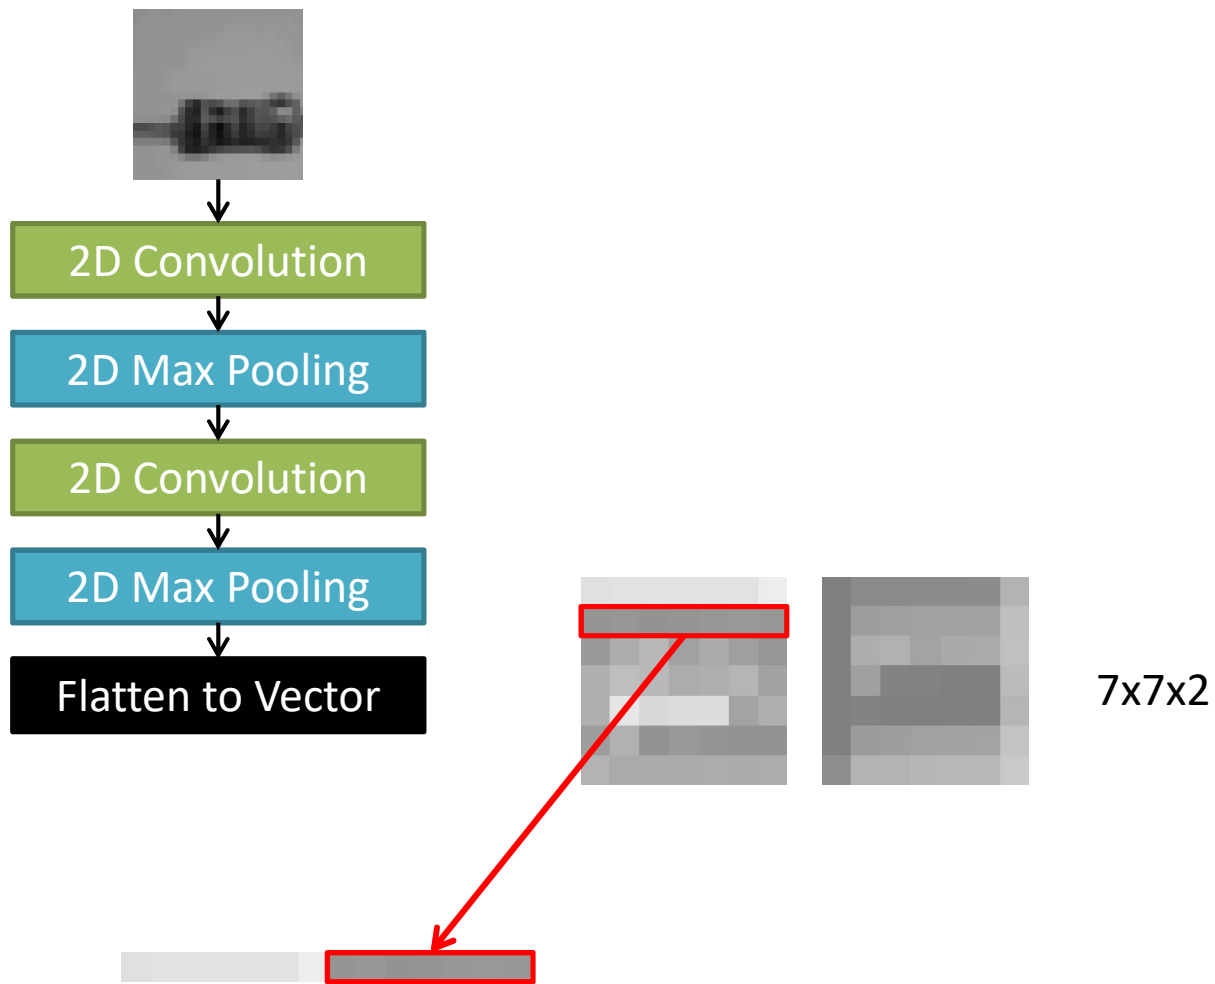 2D Convolution
2D Max Pooling
2D Convolution
2D Max Pooling
Flatten to Vector
7x7x2